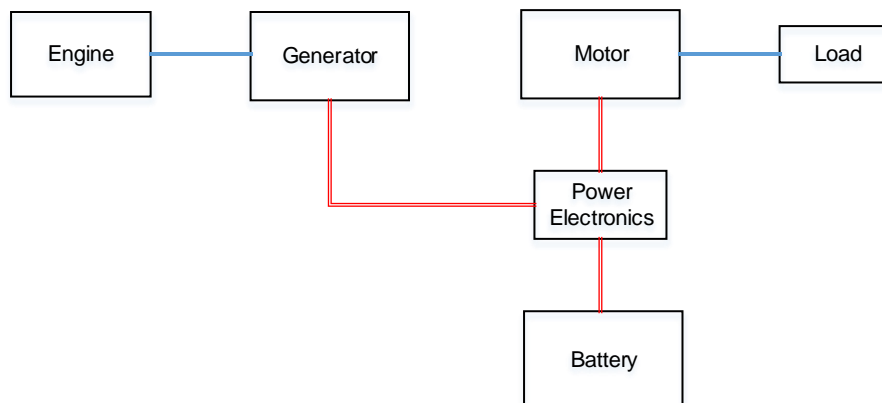 Engine
Generator
Motor
Load
Power
Electronics
Battery